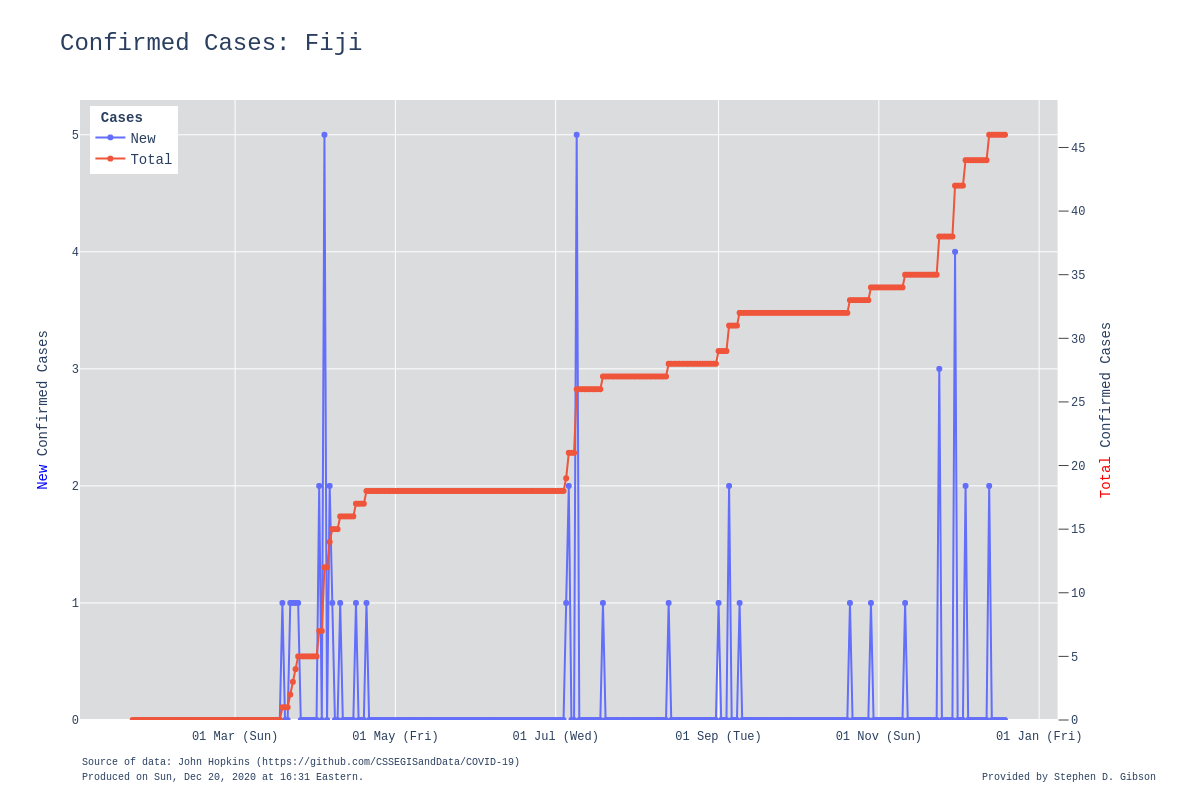 Confirmed Cases: Fiji
Cases
New
Total
5
4
3
2
1
0
45
40
35
30
25
20
15
10
5
0
New Confirmed Cases
Total Confirmed Cases
01 Mar (Sun)
01 May (Fri)
01 Jul (Wed)
01 Sep (Tue)
01 Nov (Sun)
01 Jan (Fri)
Source of data: John Hopkins (https://github.com/CSSEGISandData/COVID-19)
Produced on Sun, Dec 20, 2020 at 16:31 Eastern.
Provided by Stephen D. Gibson